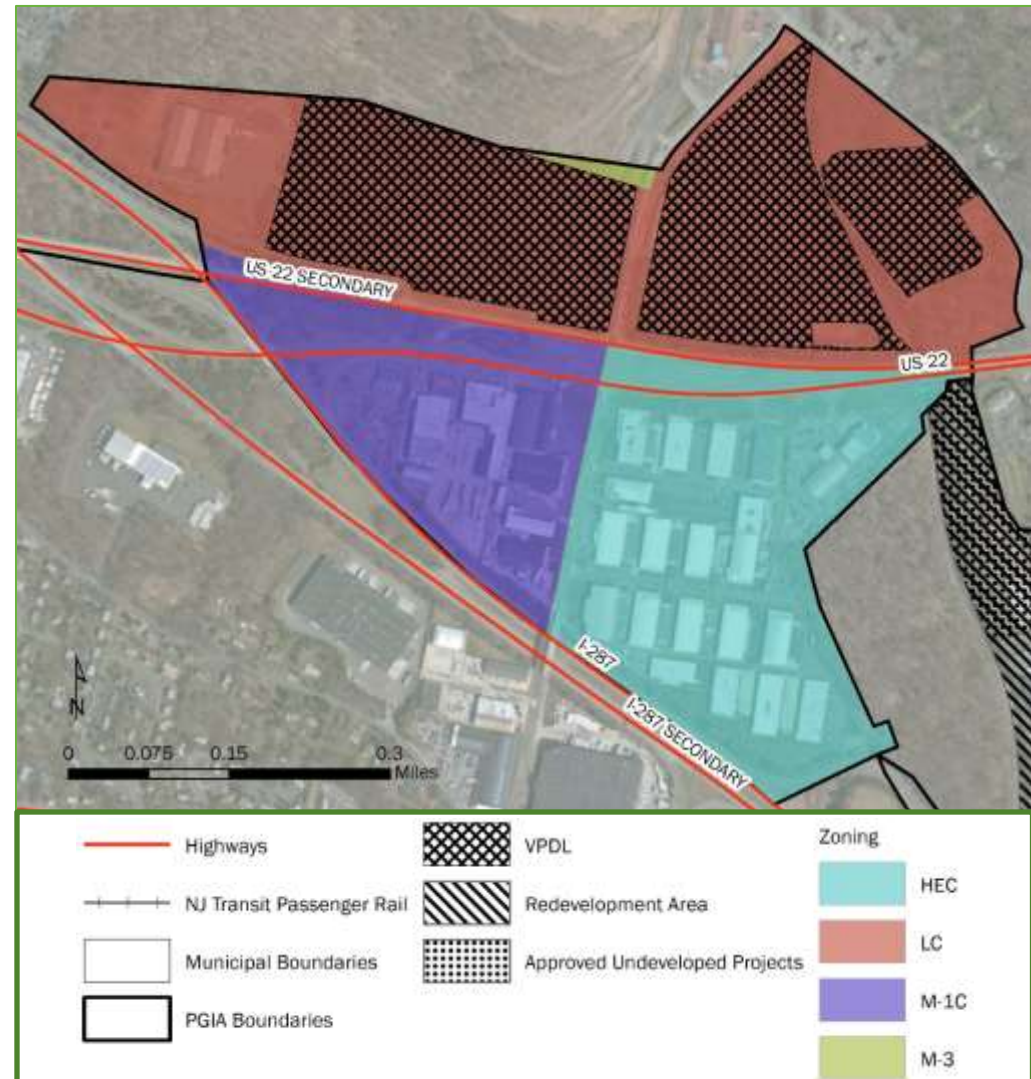 US 22 SECONDARY
US 22
I-287
I-287 SECONDARY
N
0 0.075 0.15 0.3
Miles
Highways
NJ Transit Passenger Rail
Municipal Boundaries
PGIA Boundaries
VPDL
Redevelopment Area
Approved Undeveloped Projects
Zoning
HEC
LC
M-1C
M-3